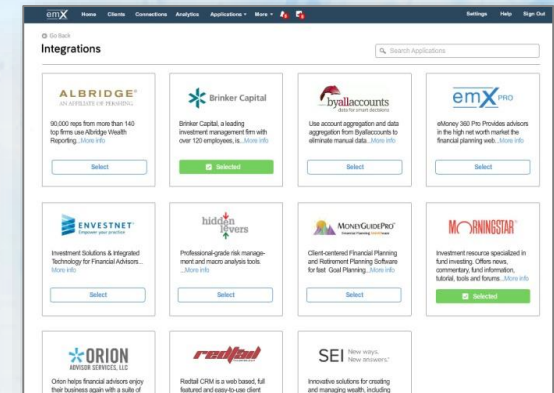 emX Home Clients Connections Analytics Applications More Settings Help Sign Out
Go Back
Integrations
Search Applications
ALBRIDGE®
AN AFFILIATE OF PERSHING.
90,000 reps from more than 140
top firms use Albridge Wealth
Reporting...More info
Select
Brinker Capital
Brinker Capital, a leading
investment management firm with
over 120 employees, is...More info
Selected
byallaccounts
data for smart decisions
Use account aggregation and data
aggregation from Byallaccounts to
eliminate manual data...More info
Select
emX PRO
eMoney 360 Pro Provides advisors
in the high net worth market the
financial planning web...More info
Select
ENVESTNET®
Empower your practice
Investment Solutions & Integrated
Technology for Financial Advisors...
More info
Select
hidden levers
Professional-grade risk manage-
ment and macro analysis tools
...More info
Select
MONEYGUIDEPRO®
Client-centered Financial Planning
and Retirement Planning Software
for fast Goal Planning...More info
Select
MORNINGSTAR®
Investment resource specialized in
fund investing. Offers news,
commentary, fund information,
tutorial, tools and forums...More info
Selected
ORION
ADVISOR SERVICES, LLC
Orion helps financial advisors enjoy
their business again with a suite of
redtail
Redtail CRM is a web based, full
featured and easy-to-use client
SEI New ways.
New answers.®
Innovative solutions for creating
and managing wealth, including